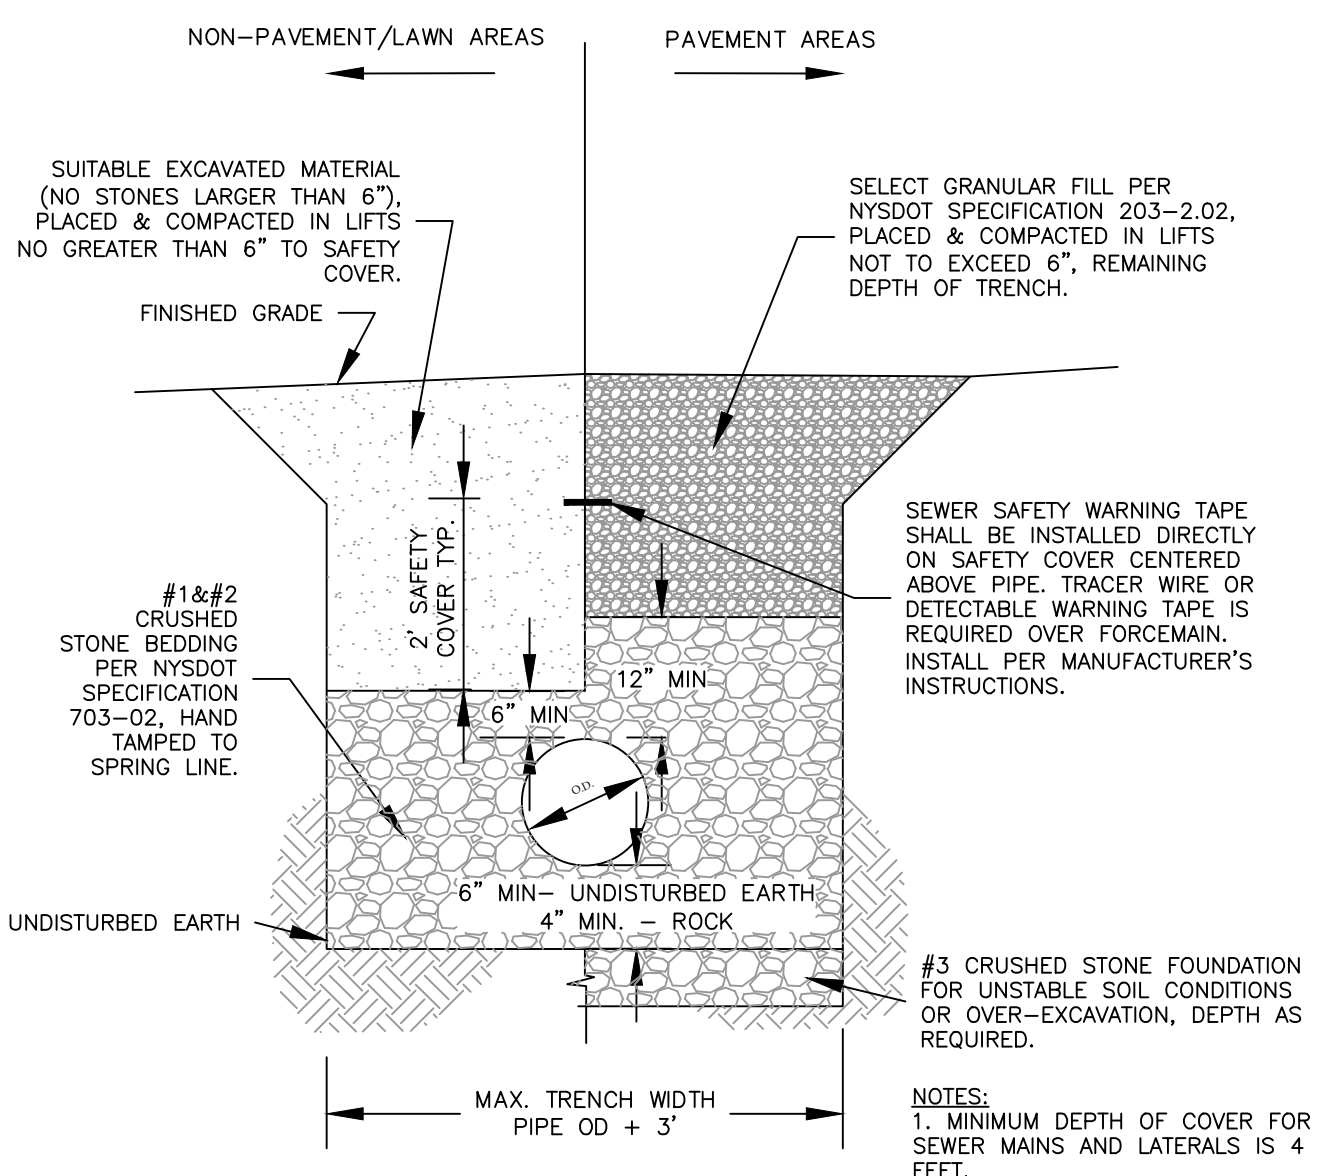 NON-PAVEMENT/LAWN AREAS
PAVEMENT AREAS
SUITABLE EXCAVATED MATERIAL
(NO STONES LARGER THAN 6"),
PLACED & COMPACTED IN LIFTS
NO GREATER THAN 6" TO SAFETY
COVER.
SELECT GRANULAR FILL PER
NYSDOT SPECIFICATION 203-2.02,
PLACED & COMPACTED IN LIFTS
NOT TO EXCEED 6", REMAINING
DEPTH OF TRENCH.
FINISHED GRADE
2' SAFETY
COVER TYP.
SEWER SAFETY WARNING TAPE
SHALL BE INSTALLED DIRECTLY
ON SAFETY COVER CENTERED
ABOVE PIPE. TRACER WIRE OR
DETECTABLE WARNING TAPE IS
REQUIRED OVER FORCEMAIN.
INSTALL PER MANUFACTURER'S
INSTRUCTIONS.
#1&#2
CRUSHED
STONE BEDDING
PER NYSDOT
SPECIFICATION
703-02, HAND
TAMPED TO
SPRING LINE.
12" MIN
6" MIN
O.D.
6" MIN- UNDISTURBED EARTH
4" MIN. - ROCK
UNDISTURBED EARTH
#3 CRUSHED STONE FOUNDATION
FOR UNSTABLE SOIL CONDITIONS
OR OVER-EXCAVATION, DEPTH AS
REQUIRED.
MAX. TRENCH WIDTH
PIPE OD + 3'
NOTES:
1. MINIMUM DEPTH OF COVER FOR
SEWER MAINS AND LATERALS IS 4
FEET.